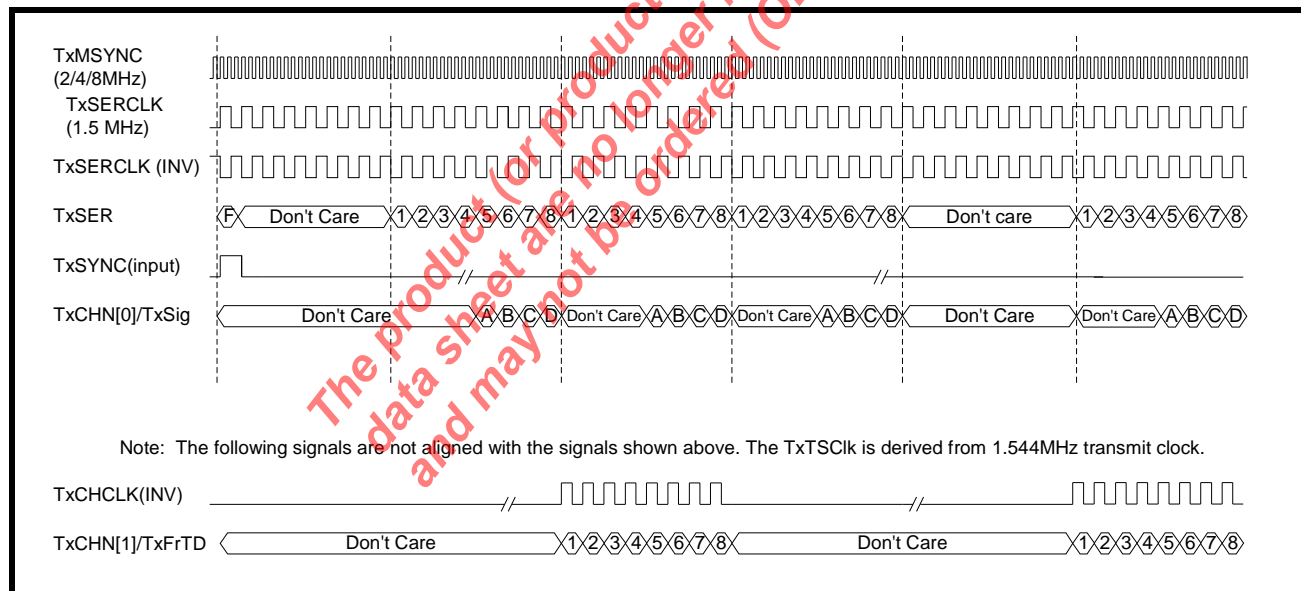 TxMSYNC
(2/4/8MHz)
TxSERCLK
(1.5 MHz)
TxSERCLK (INV)
TxSER F Don't Care 1 2 3 4 5 6 7 8 1 2 3 4 5 6 7 8 1 2 3 4 5 6 7 8 Don't care 1 2 3 4 5 6 7 8
TxSYNC(input)
TxCHN[0]/TxSig Don't Care A B C D Don't Care A B C D Don't Care A B C D Don't Care Don't Care A B C D
Note: The following signals are not aligned with the signals shown above. The TxTSClk is derived from 1.544MHz transmit clock.
TxCHCLK(INV)
TxCHN[1]/TxFrTD Don't Care 1 2 3 4 5 6 7 8 Don't Care 1 2 3 4 5 6 7 8
The product (or product
data sheet are no longer
and may not be ordered (O